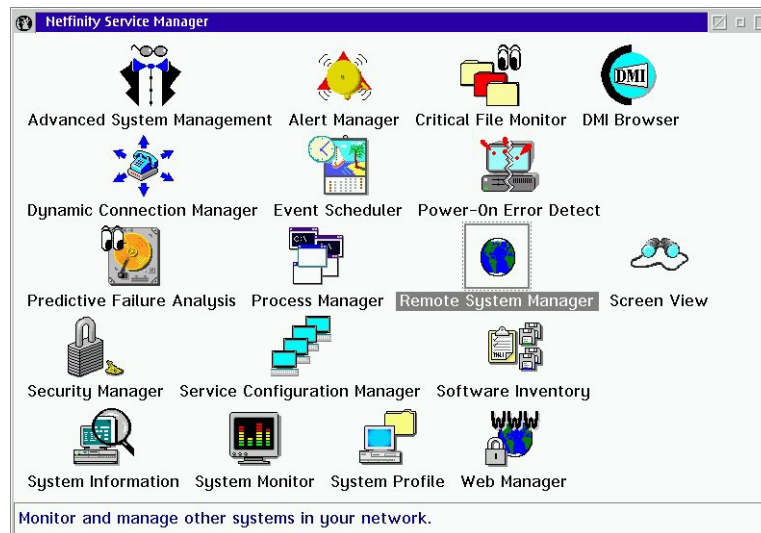 Netfinity Service Manager
Advanced System Management Alert Manager Critical File Monitor DMI Browser
DMI
Dynamic Connection Manager Event Scheduler Power-On Error Detect
Predictive Failure Analysis Process Manager Remote System Manager Screen View
Security Manager Service Configuration Manager Software Inventory
WWW
System Information System Monitor System Profile Web Manager
Monitor and manage other systems in your network.